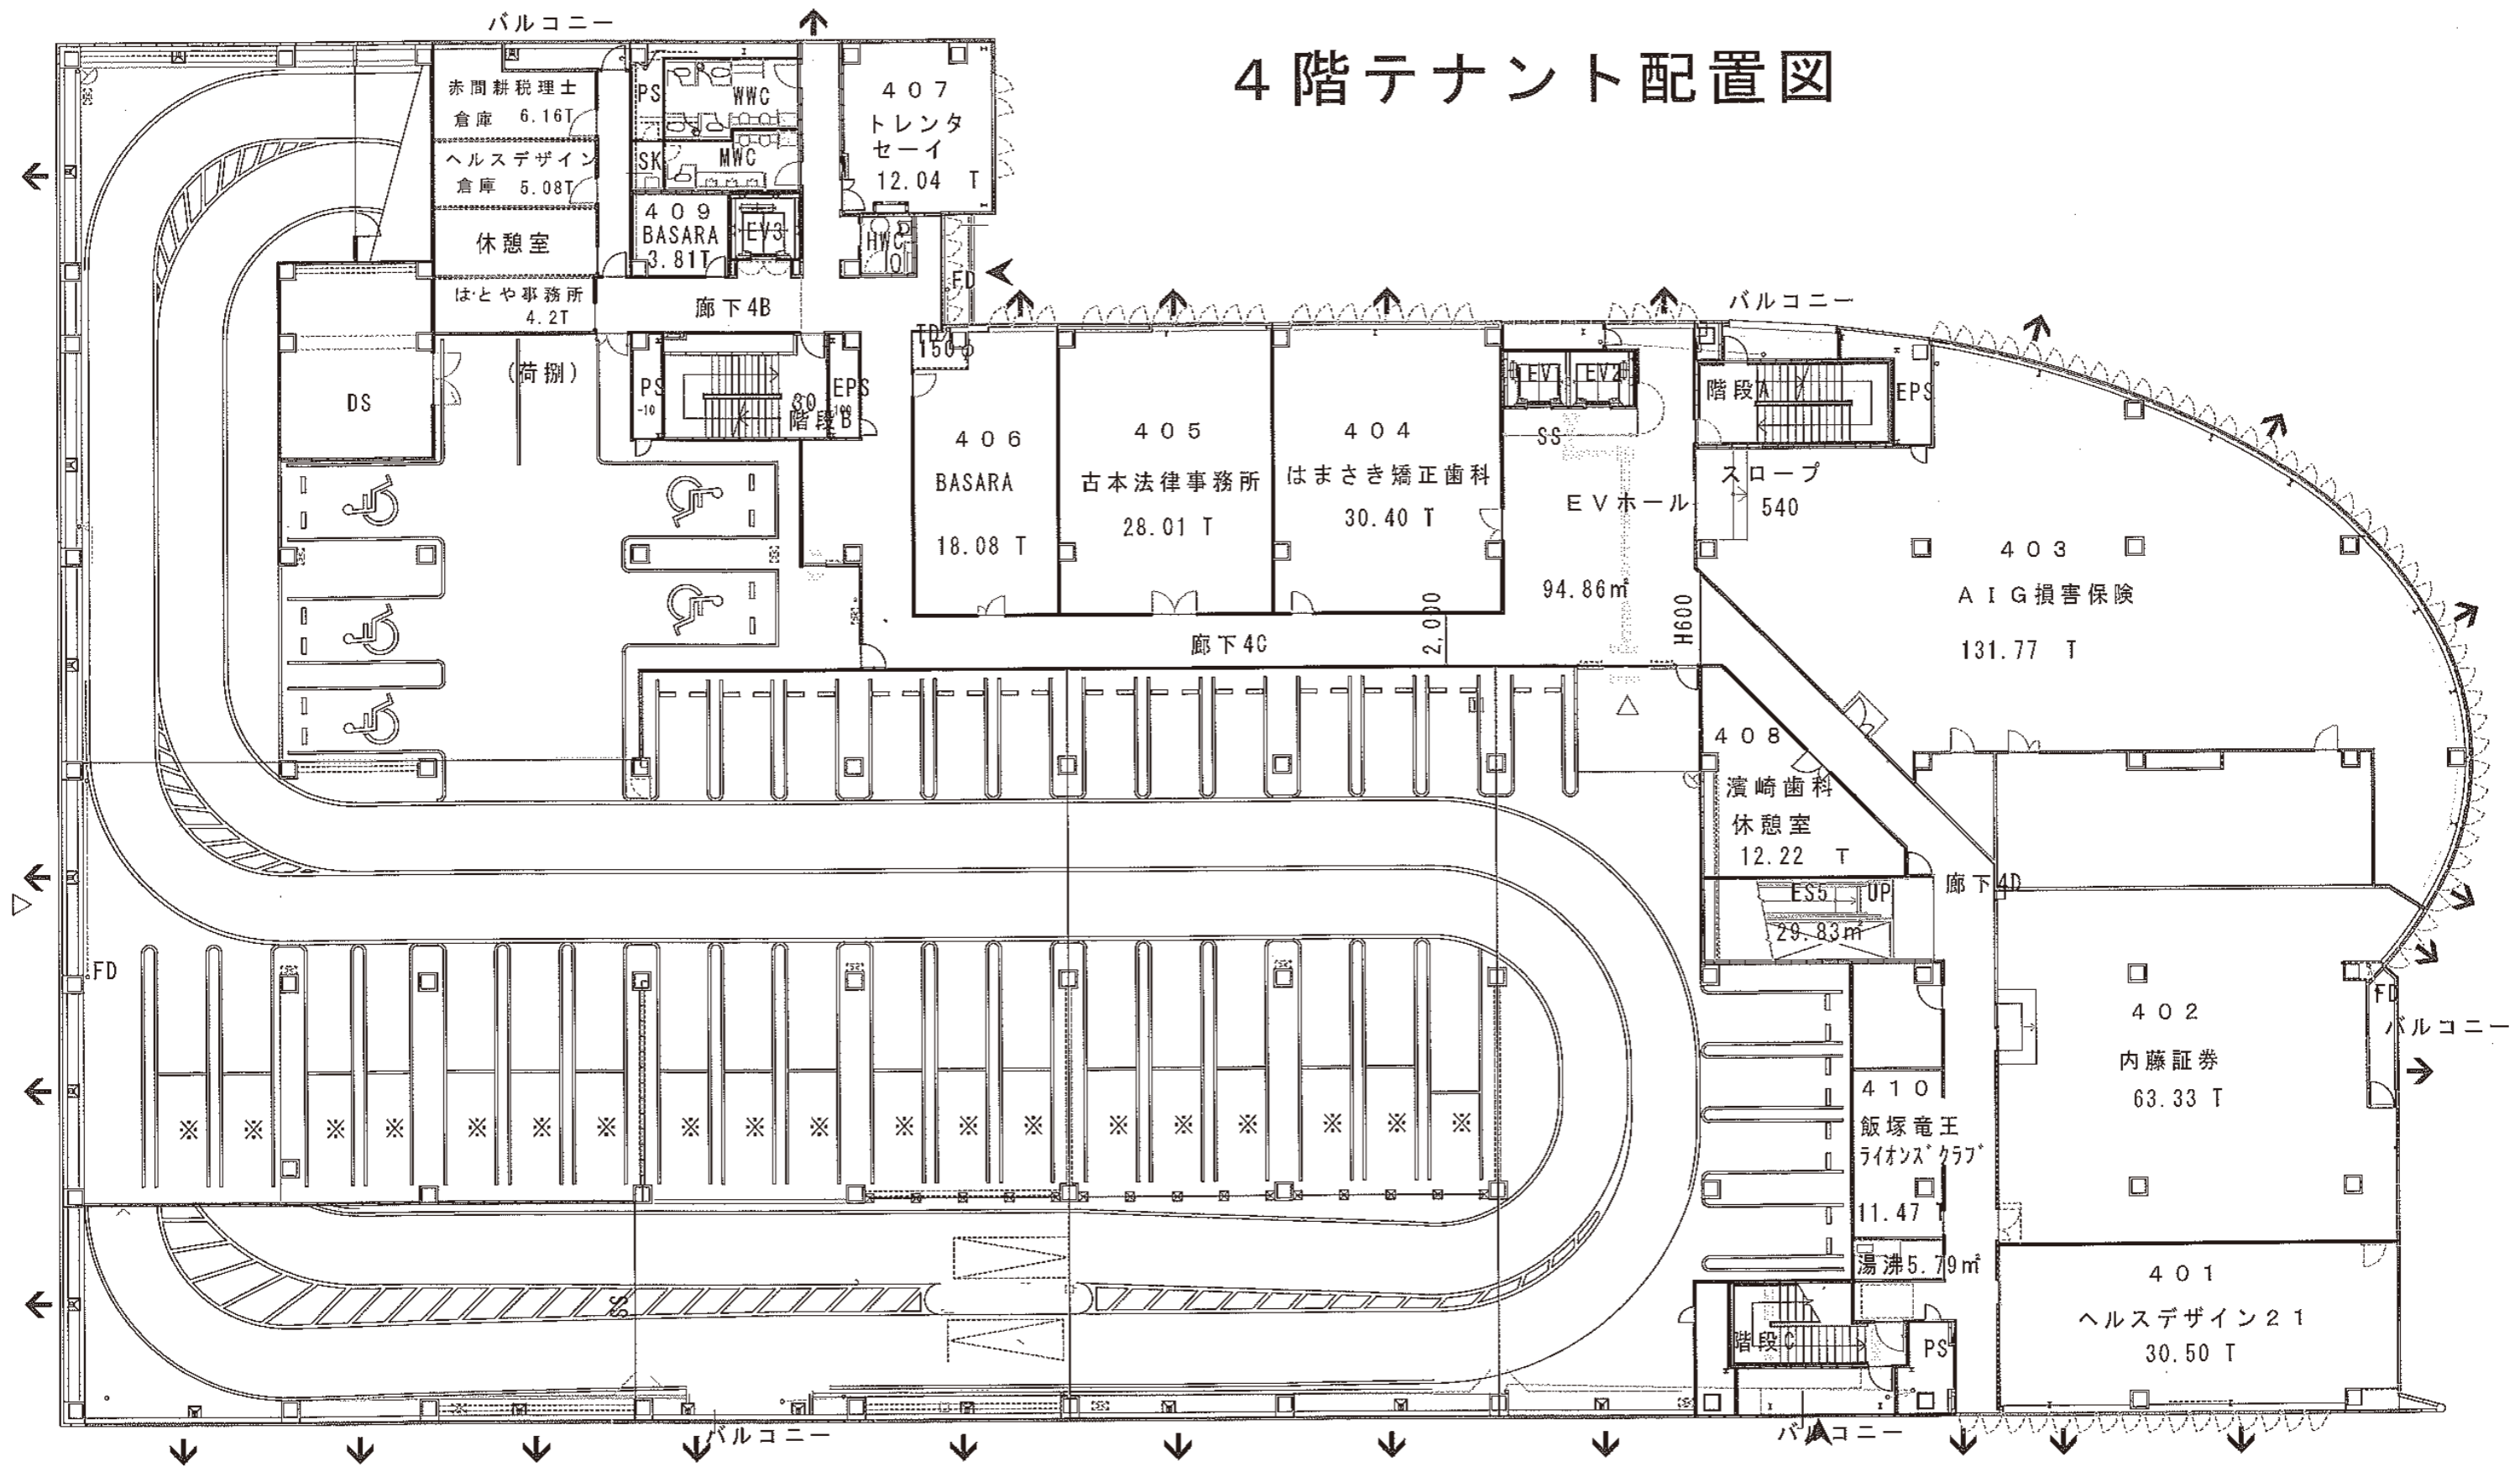 ４階テナント配置図
バルコニー
赤間耕税理士
倉庫 6.16T
ヘルスデザイン
倉庫 5.08T
休憩室
はとや事務所
4.2T
PS
WWC
SK
MWC
４０９
BASARA
3.81T
EV3
４０７
トレンタ
セーイ
12.04 T
HWC
FD
廊下4B
DS
(荷捌)
PS
-10
30
階段B
EPS
100
TD
150φ
４０６
BASARA
18.08 T
４０５
古本法律事務所
28.01 T
４０４
はまさき矯正歯科
30.40 T
EV1
EV2
SS
ＥＶホール
94.86㎡
バルコニー
階段A
EPS
スロープ
540
４０３
ＡＩＧ損害保険
131.77 T
廊下4C
2,000
H600
４０８
濱崎歯科
休憩室
12.22 T
ES5
UP
29.83㎡
廊下4D
FD
４０２
内藤証券
63.33 T
FD
バルコニー
４１０
飯塚竜王
ﾗｲｵﾝｽﾞｸﾗﾌﾞ
11.47 T
湯沸5.79㎡
４０１
ヘルスデザイン２１
30.50 T
※ ※ ※ ※ ※ ※ ※ ※ ※ ※ ※ ※ ※ ※ ※ ※ ※ ※ ※
SS
階段C
PS
バルコニー
バルコニー